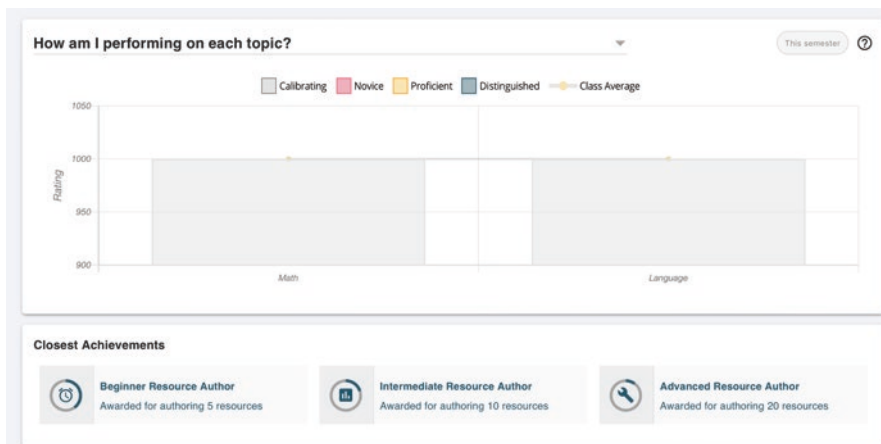 How am I performing on each topic?
This semester
Calibrating Novice Proficient Distinguished Class Average
1050
1000
950
900
Rating
Math Language
Closest Achievements
Beginner Resource Author
Awarded for authoring 5 resources
Intermediate Resource Author
Awarded for authoring 10 resources
Advanced Resource Author
Awarded for authoring 20 resources